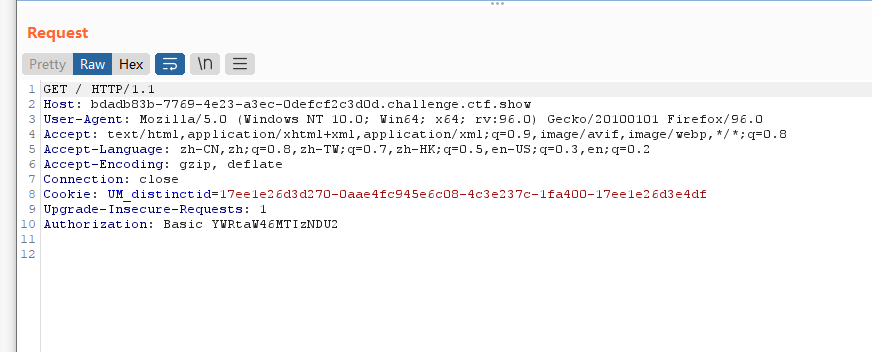 Request
Pretty Raw Hex \n
1 GET / HTTP/1.1
2 Host: bdadb83b-7769-4e23-a3ec-0defcf2c3d0d.challenge.ctf.show
3 User-Agent: Mozilla/5.0 (Windows NT 10.0; Win64; x64; rv:96.0) Gecko/20100101 Firefox/96.0
4 Accept: text/html,application/xhtml+xml,application/xml;q=0.9,image/avif,image/webp,*/*;q=0.8
5 Accept-Language: zh-CN,zh;q=0.8,zh-TW;q=0.7,zh-HK;q=0.5,en-US;q=0.3,en;q=0.2
6 Accept-Encoding: gzip, deflate
7 Connection: close
8 Cookie: UM_distinctid=17ee1e26d3d270-0aae4fc945e6c08-4c3e237c-1fa400-17ee1e26d3e4df
9 Upgrade-Insecure-Requests: 1
10 Authorization: Basic YWRtaW46MTIzNDU2
11
12